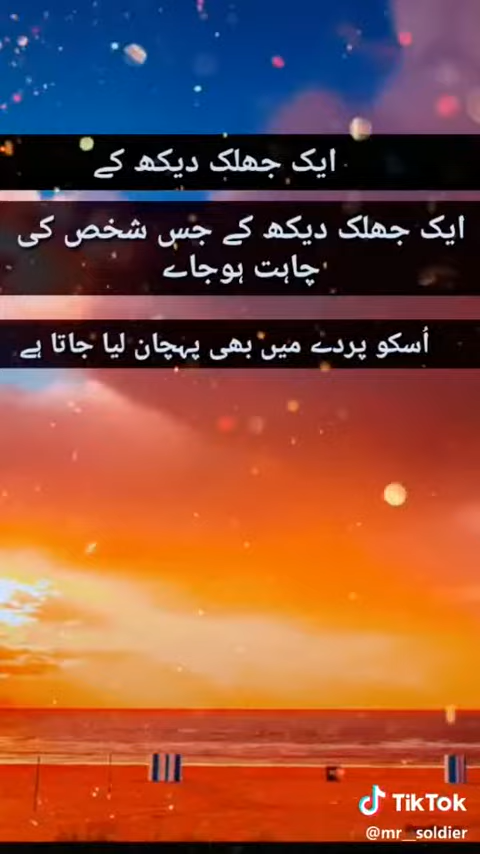 ایک جھلک دیکھ کے
ایک جھلک دیکھ کے جس شخص کی
چاہت ہوجاے
اُسکو پردے میں بھی پہچان لیا جاتا ہے
TikTok
@mr_soldier